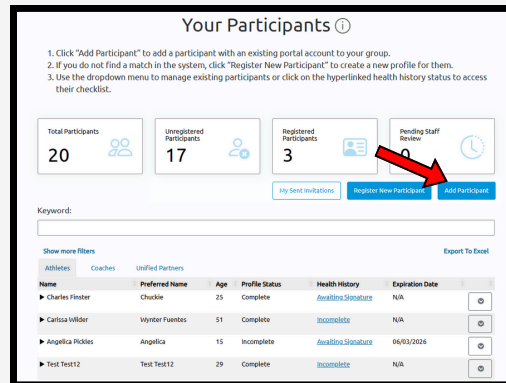 Your Participants
1. Click "Add Participant" to add a participant with an existing portal account to your group.
2. If you do not find a match in the system, click "Register New Participant" to create a new profile for them.
3. Use the dropdown menu to manage existing participants or click on the hyperlinked health history status to access
their checklist.
Total Participants
20
Unregistered
Participants
17
Registered
Participants
3
Pending Staff
Review
0
My Sent Invitations Register New Participant Add Participant
Keyword:
Show more filters Export To Excel
Athletes Coaches Unified Partners
Name Preferred Name Age Profile Status Health History Expiration Date
Charles Finster Chuckie 25 Complete Awaiting Signature N/A
Carissa Wilder Wynter Fuentes 51 Complete Incomplete N/A
Angelica Pickles Angelica 15 Incomplete Awaiting Signature 06/03/2026
Test Test12 Test Test12 29 Complete Incomplete N/A